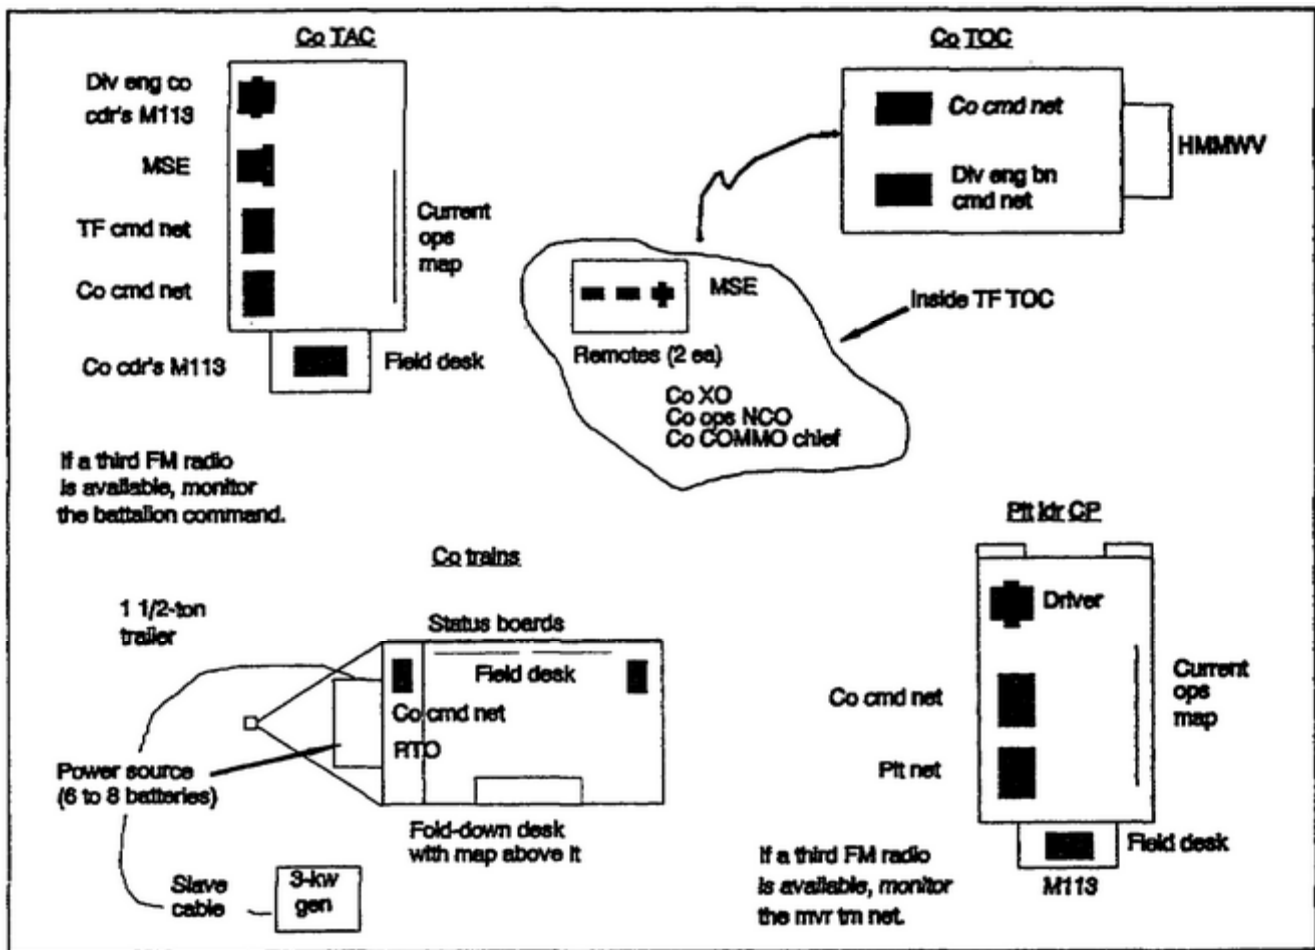 Co TAC
Div eng co
cdr's M113
MSE
TF cmd net
Co cmd net
Current
ops
map
Co cdr's M113
Field desk
If a third FM radio
is available, monitor
the battalion command.
Co TOC
Co cmd net
Div eng bn
cmd net
HMMWV
MSE
Inside TF TOC
Remotes (2 ea)
Co XO
Co ops NCO
Co COMMO chief
Co trains
1 1/2-ton
trailer
Status boards
Field desk
Co cmd net
RTO
Power source
(6 to 8 batteries)
Fold-down desk
with map above it
Slave
cable
3-kw
gen
Plt ldr CP
Driver
Co cmd net
Plt net
Current
ops
map
Field desk
M113
If a third FM radio
is available, monitor
the mvr tm net.